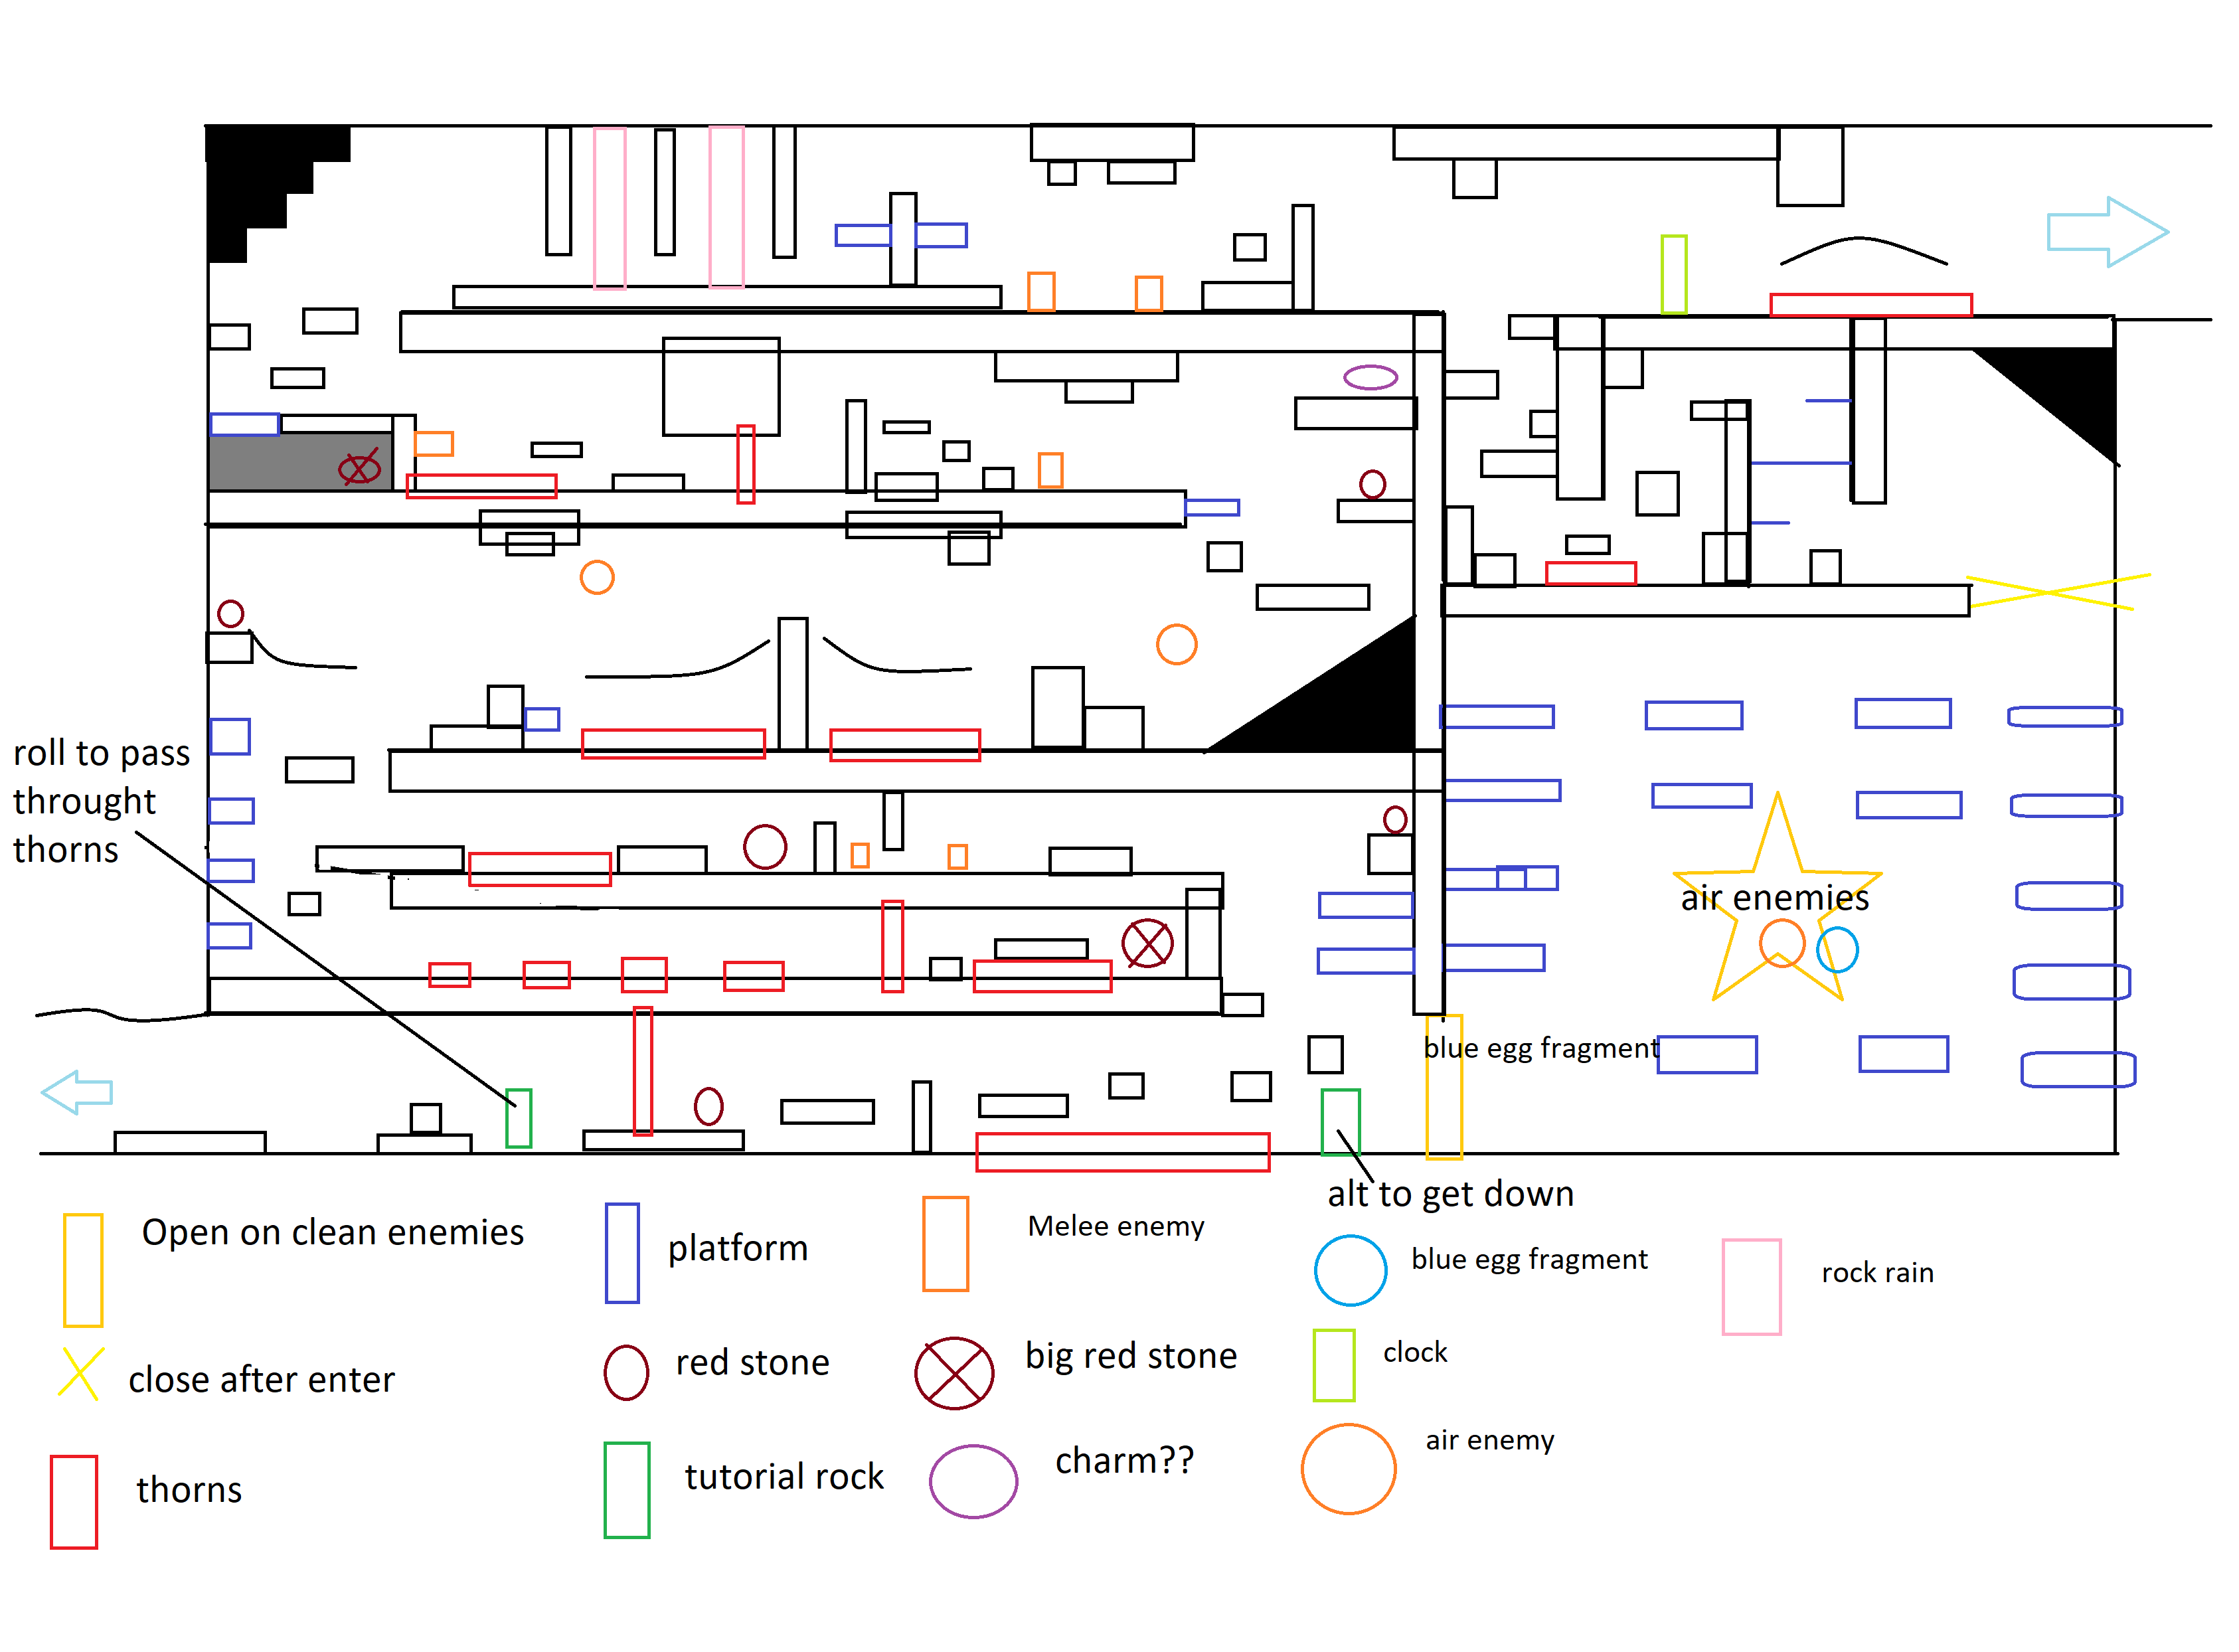 roll to pass
throught
thorns
air enemies
blue egg fragment
alt to get down
Open on clean enemies
platform
Melee enemy
blue egg fragment
rock rain
close after enter
red stone
big red stone
clock
thorns
tutorial rock
charm??
air enemy